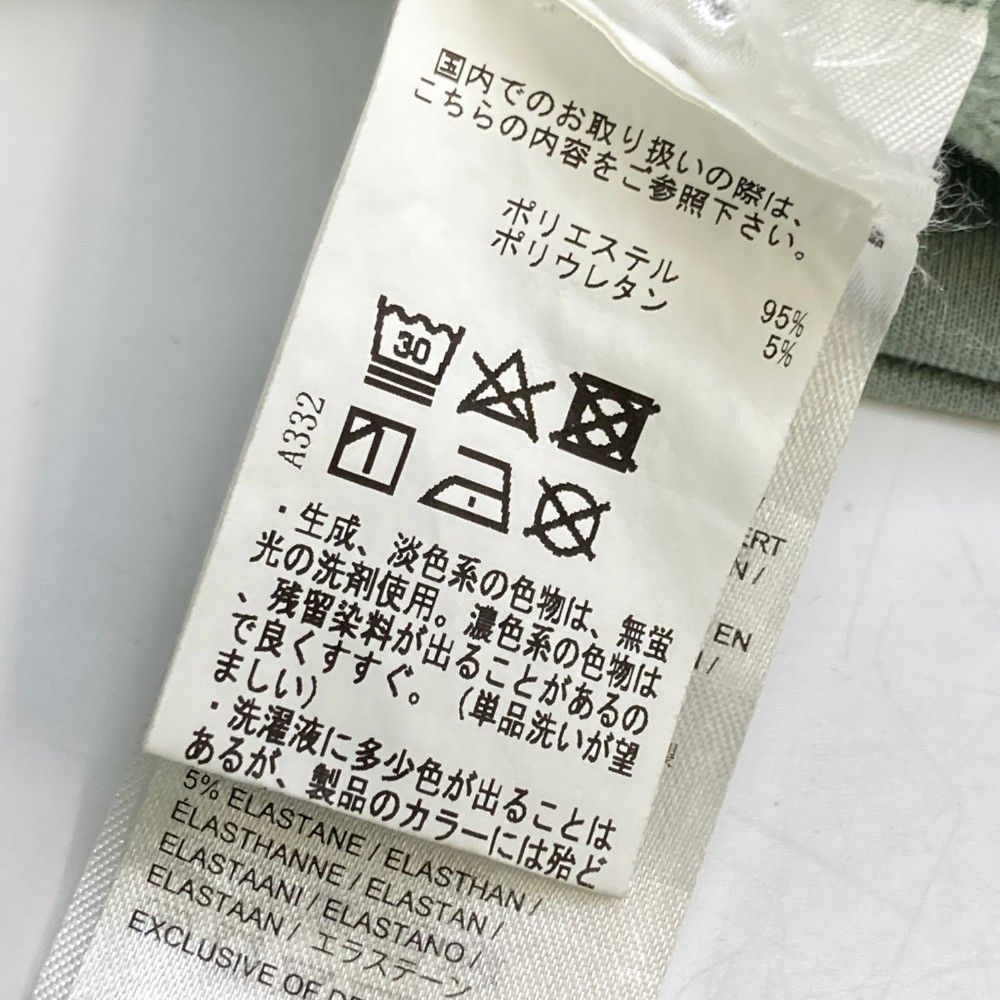 国内でのお取り扱いの際は、
こちらの内容をご参照下さい。
ポリエステル 95%
ポリウレタン 5%
30
A332
・生成、淡色系の色物は、無蛍
光の洗剤使用。濃色系の色物は
、残留染料が出ることがあるの
で良くすすぐ。(単品洗いが望
ましい)
・洗濯液に多少色が出ることは
あるが、製品のカラーには殆ど
ERT
N /
EN
/
5% ELASTANE / ELASTHAN /
ÉLASTHANNE / ELASTAN /
ELASTAANI / ELASTANO /
ELASTAAN / エラステーン
EXCLUSIVE OF